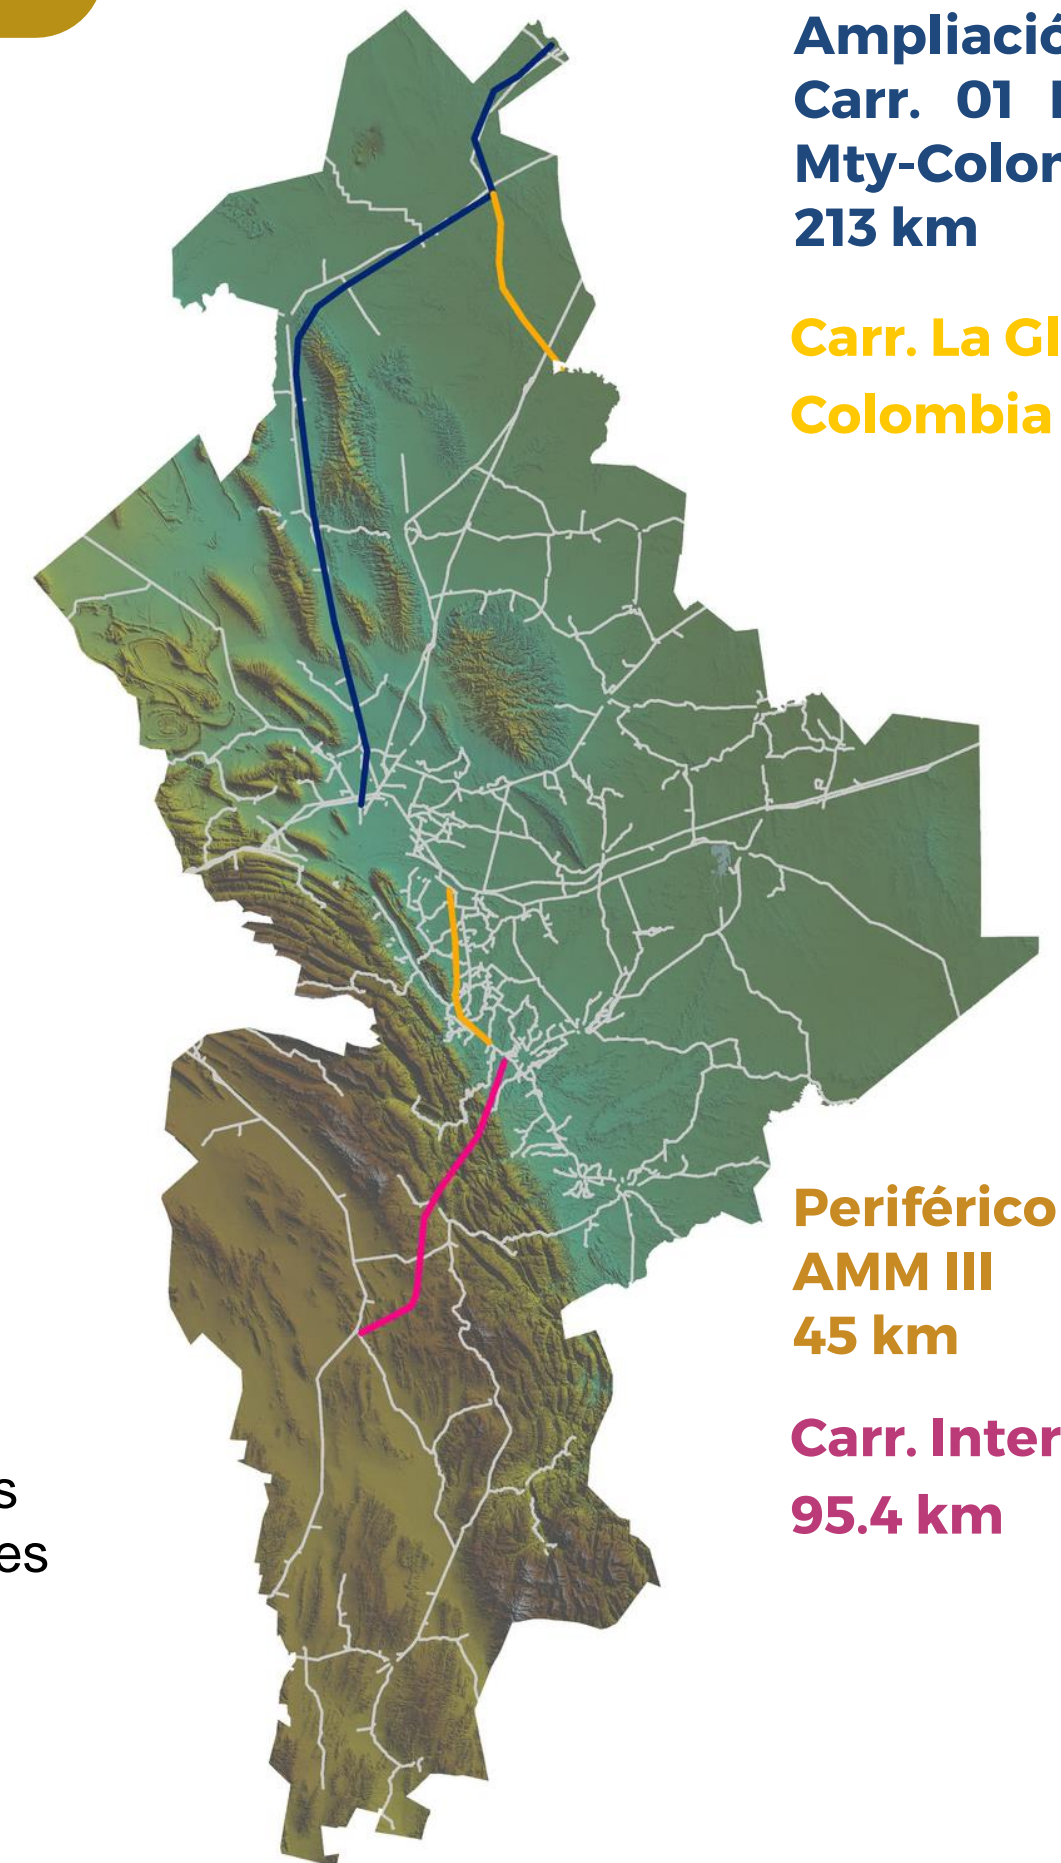 Ampliació
Carr. 01
Mty-Color
213 km
Carr. La Gl
Colombia
Periférico
AMM III
45 km
Carr. Inter
95.4 km
s
es